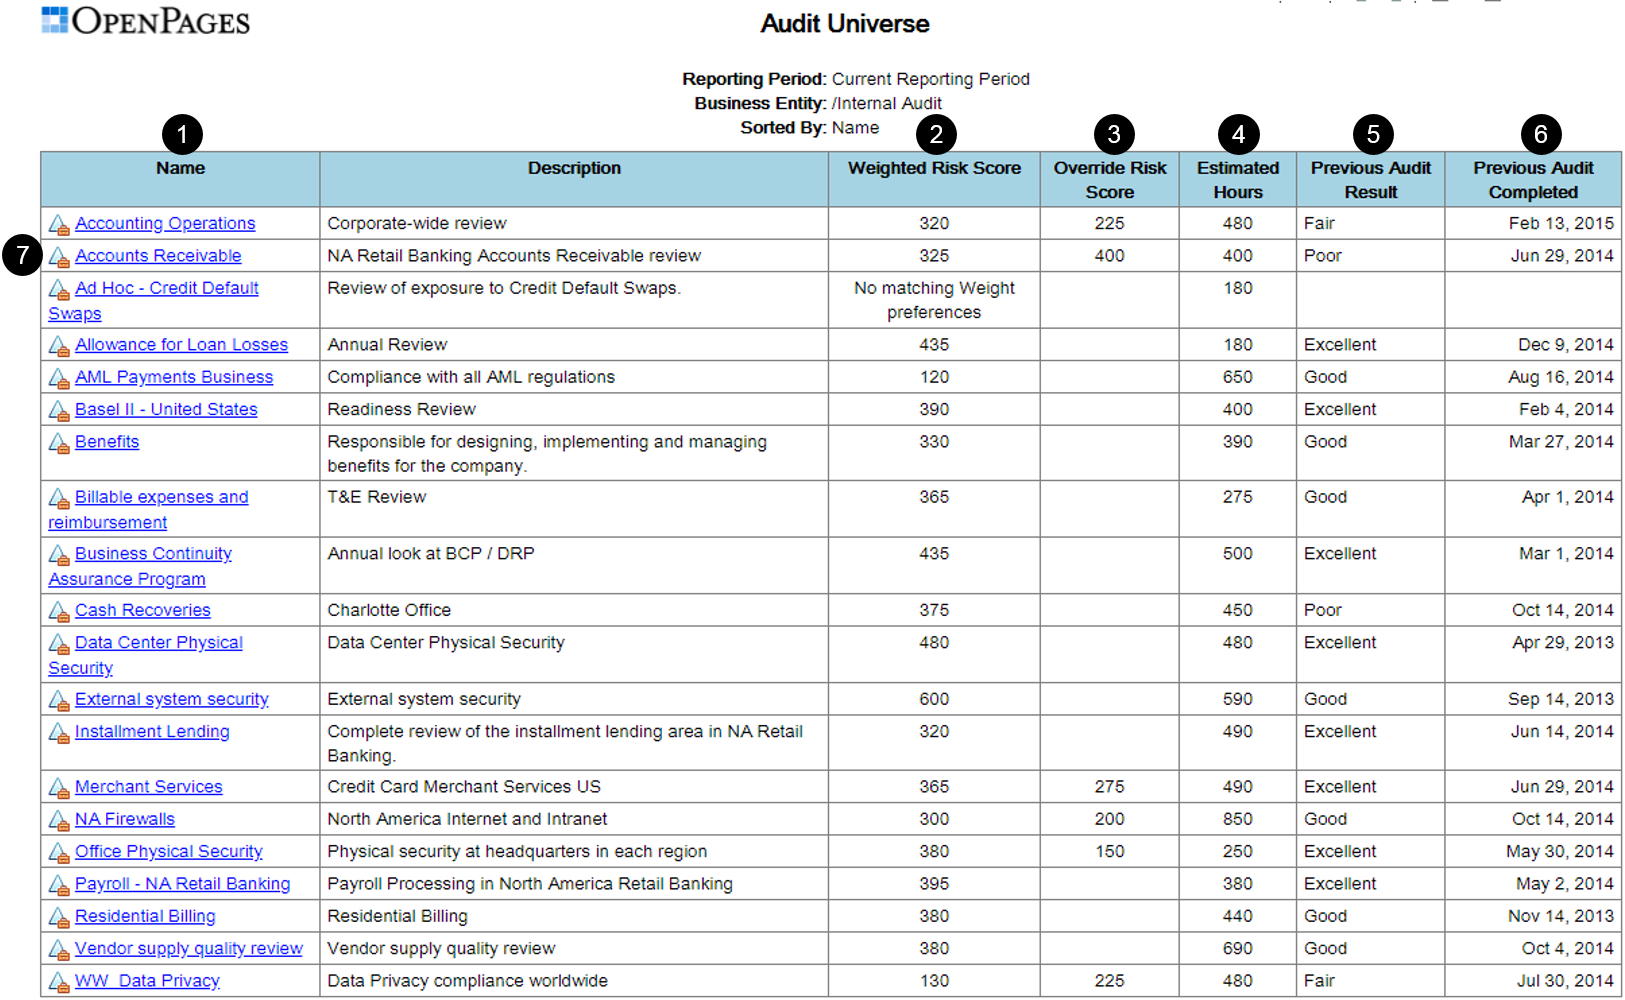 OPENPAGES
Audit Universe
Reporting Period: Current Reporting Period
Business Entity: /Internal Audit
Sorted By: Name
1 2 3 4 5 6
Name Description Weighted Risk Score Override Risk Score Estimated Hours Previous Audit Result Previous Audit Completed
Accounting Operations Corporate-wide review 320 225 480 Fair Feb 13, 2015
7 Accounts Receivable NA Retail Banking Accounts Receivable review 325 400 400 Poor Jun 29, 2014
Ad Hoc - Credit Default Swaps Review of exposure to Credit Default Swaps. No matching Weight preferences 180
Allowance for Loan Losses Annual Review 435 180 Excellent Dec 9, 2014
AML Payments Business Compliance with all AML regulations 120 650 Good Aug 16, 2014
Basel II - United States Readiness Review 390 400 Excellent Feb 4, 2014
Benefits Responsible for designing, implementing and managing benefits for the company. 330 390 Good Mar 27, 2014
Billable expenses and reimbursement T&E Review 365 275 Good Apr 1, 2014
Business Continuity Assurance Program Annual look at BCP / DRP 435 500 Excellent Mar 1, 2014
Cash Recoveries Charlotte Office 375 450 Poor Oct 14, 2014
Data Center Physical Security Data Center Physical Security 480 480 Excellent Apr 29, 2013
External system security External system security 600 590 Good Sep 14, 2013
Installment Lending Complete review of the installment lending area in NA Retail Banking. 320 490 Excellent Jun 14, 2014
Merchant Services Credit Card Merchant Services US 365 275 490 Excellent Jun 29, 2014
NA Firewalls North America Internet and Intranet 300 200 850 Good Oct 14, 2014
Office Physical Security Physical security at headquarters in each region 380 150 250 Excellent May 30, 2014
Payroll - NA Retail Banking Payroll Processing in North America Retail Banking 395 380 Excellent May 2, 2014
Residential Billing Residential Billing 380 440 Good Nov 14, 2013
Vendor supply quality review Vendor supply quality review 380 690 Good Oct 4, 2014
WW_Data Privacy Data Privacy compliance worldwide 130 225 480 Fair Jul 30, 2014